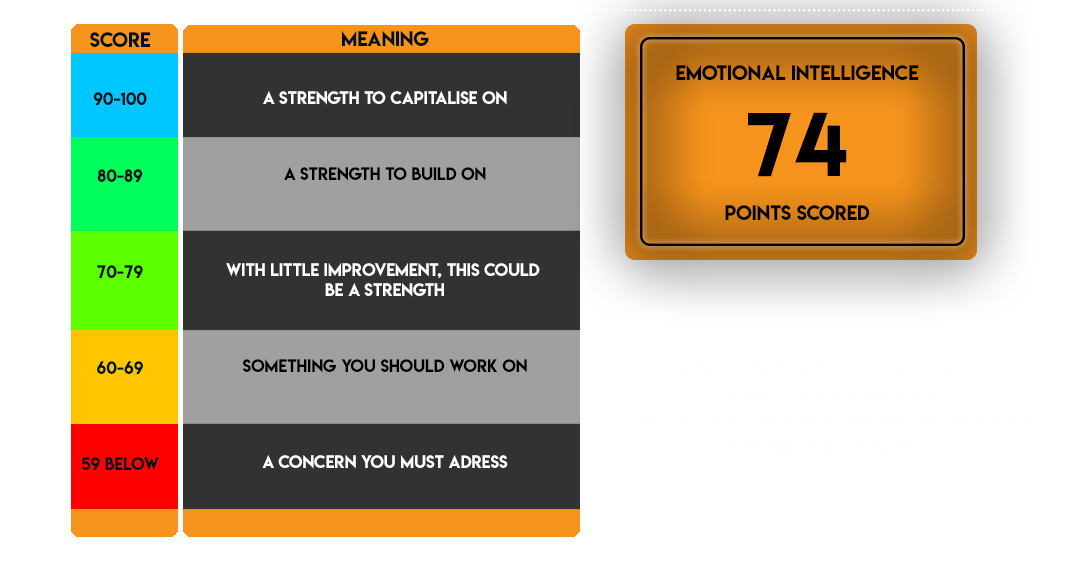 SCORE
MEANING
90-100
A STRENGTH TO CAPITALISE ON
80-89
A STRENGTH TO BUILD ON
70-79
WITH LITTLE IMPROVEMENT, THIS COULD
BE A STRENGTH
60-69
SOMETHING YOU SHOULD WORK ON
59 BELOW
A CONCERN YOU MUST ADRESS
EMOTIONAL INTELLIGENCE
74
POINTS SCORED